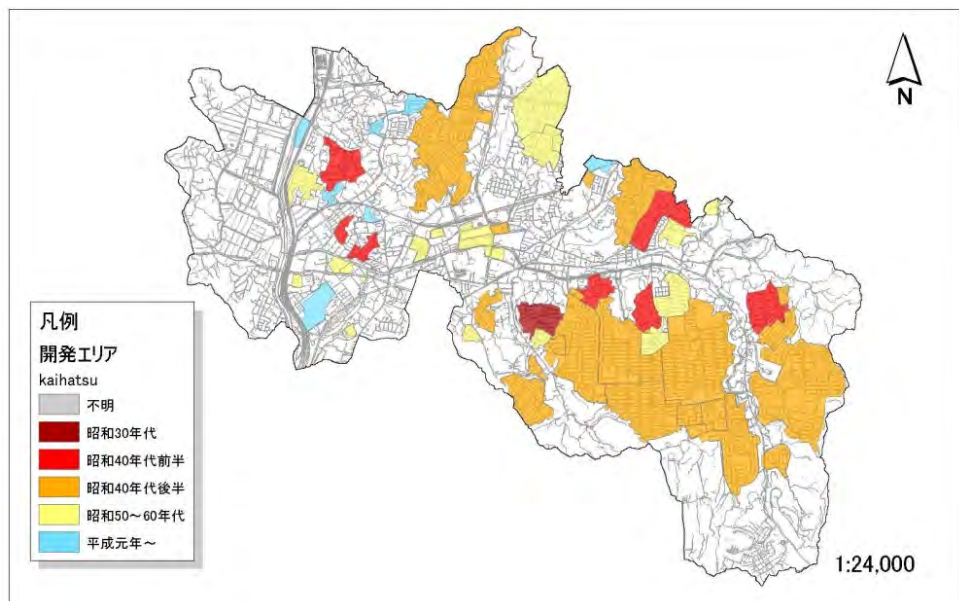 N
凡例
開発エリア
kaihatsu
不明
昭和30年代
昭和40年代前半
昭和40年代後半
昭和50～60年代
平成元年～
1:24,000